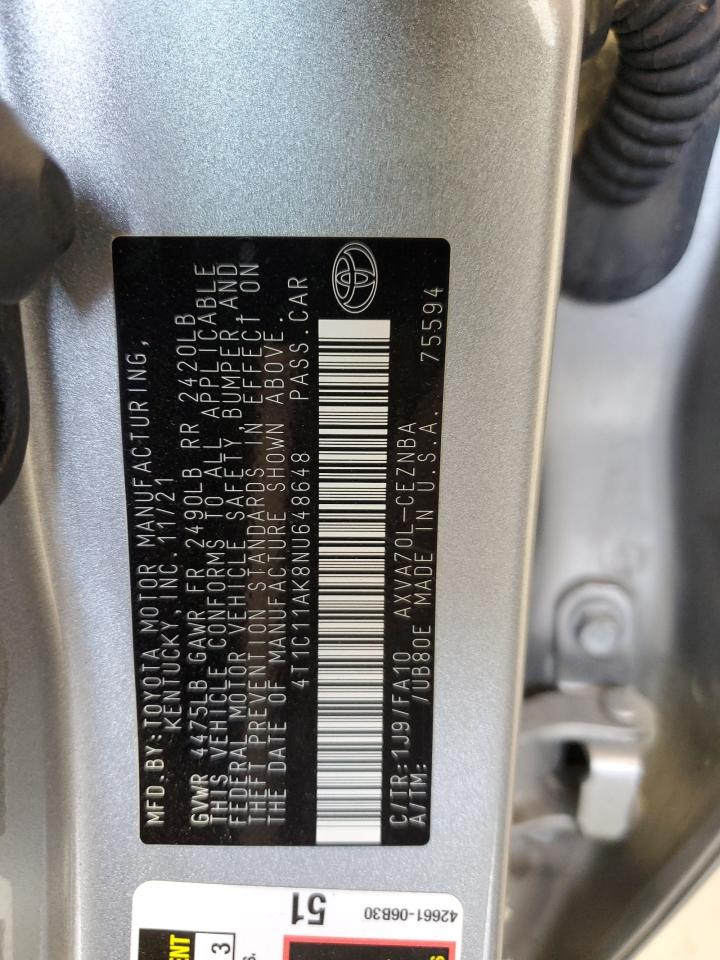 MFD.BY:TOYOTA MOTOR MANUFACTURING,
KENTUCKY, INC. 11/21
GVWR 4475LB GAWR FR 2490LB RR 2420LB
THIS VEHICLE CONFORMS TO ALL APPLICABLE
FEDERAL MOTOR VEHICLE SAFETY, BUMPER, AND
THEFT PREVENTION STANDARDS IN EFFECT ON
THE DATE OF MANUFACTURE SHOWN ABOVE.
4T1C11AK8NU648648 PASS.CAR
C/TR:1J9/FA10 AXVA70L-CEZNBA
A/TM: /UB80E MADE IN U.S.A. 75594
51
42661-06B30
3